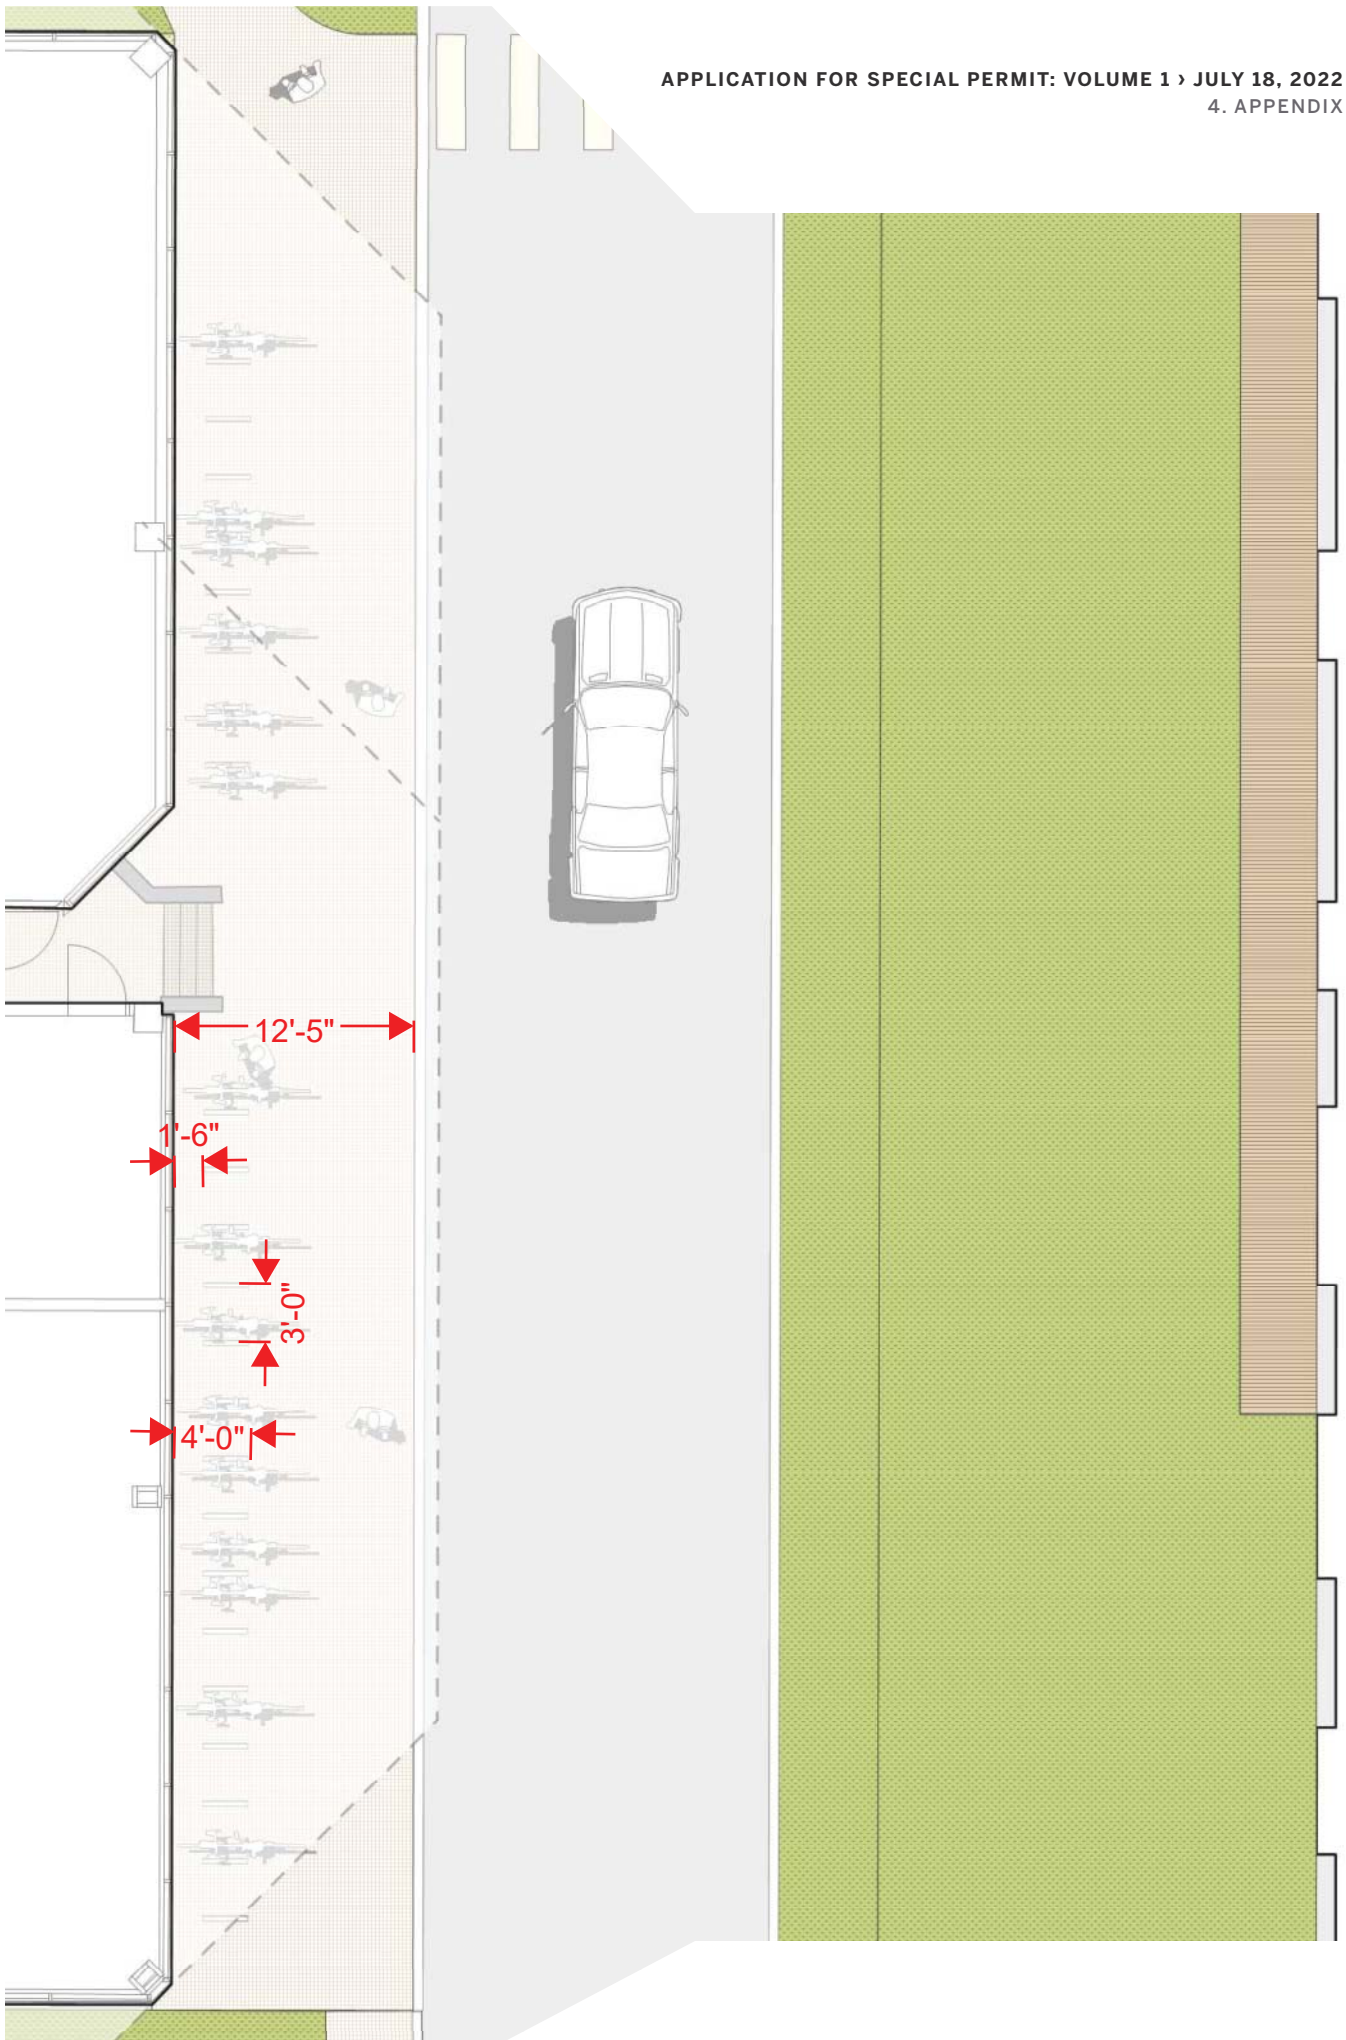 APPLICATION FOR SPECIAL PERMIT: VOLUME 1 › JULY 18, 2022
4. APPENDIX
12'-5"
1'-6"
3'-0"
4'-0"